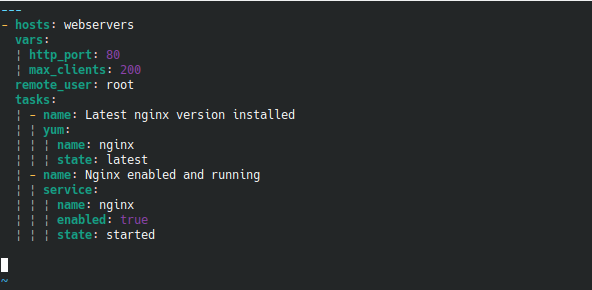 ---
- hosts: webservers
  vars:
  ¦ http_port: 80
  ¦ max_clients: 200
  remote_user: root
  tasks:
  ¦ - name: Latest nginx version installed
  ¦ ¦ yum:
  ¦ ¦ ¦ name: nginx
  ¦ ¦ ¦ state: latest
  ¦ - name: Nginx enabled and running
  ¦ ¦ service:
  ¦ ¦ ¦ name: nginx
  ¦ ¦ ¦ enabled: true
  ¦ ¦ ¦ state: started
~